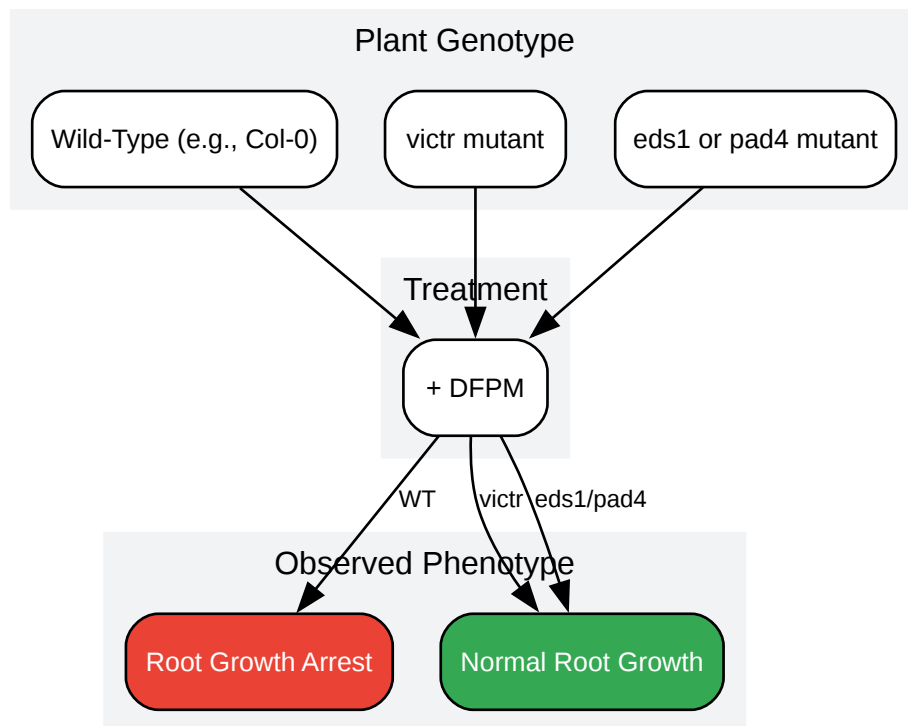 Plant Genotype
Wild-Type (e.g., Col-0)
victr mutant
eds1 or pad4 mutant
Treatment
+ DFPM
WT
victr
eds1/pad4
Observed Phenotype
Root Growth Arrest
Normal Root Growth